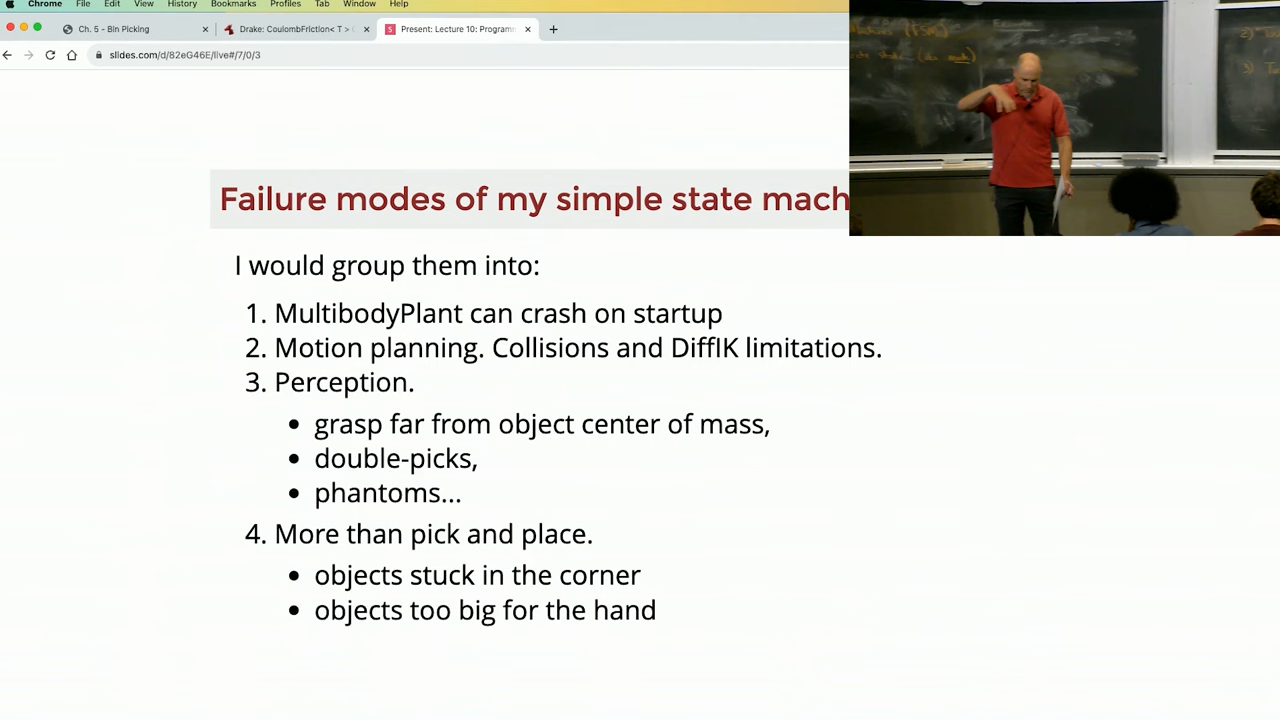 Chrome File Edit View History Bookmarks Profiles Tab Window Help
Ch. 5 - Bin Picking
Drake: CoulombFriction< T > C
Present: Lecture 10: Programm
slides.com/d/82eG46E/live#/7/0/3
(FSM)
Failure modes of my simple state mach
I would group them into:
1. MultibodyPlant can crash on startup
2. Motion planning. Collisions and DiffIK limitations.
3. Perception.
• grasp far from object center of mass,
• double-picks,
• phantoms...
4. More than pick and place.
• objects stuck in the corner
• objects too big for the hand